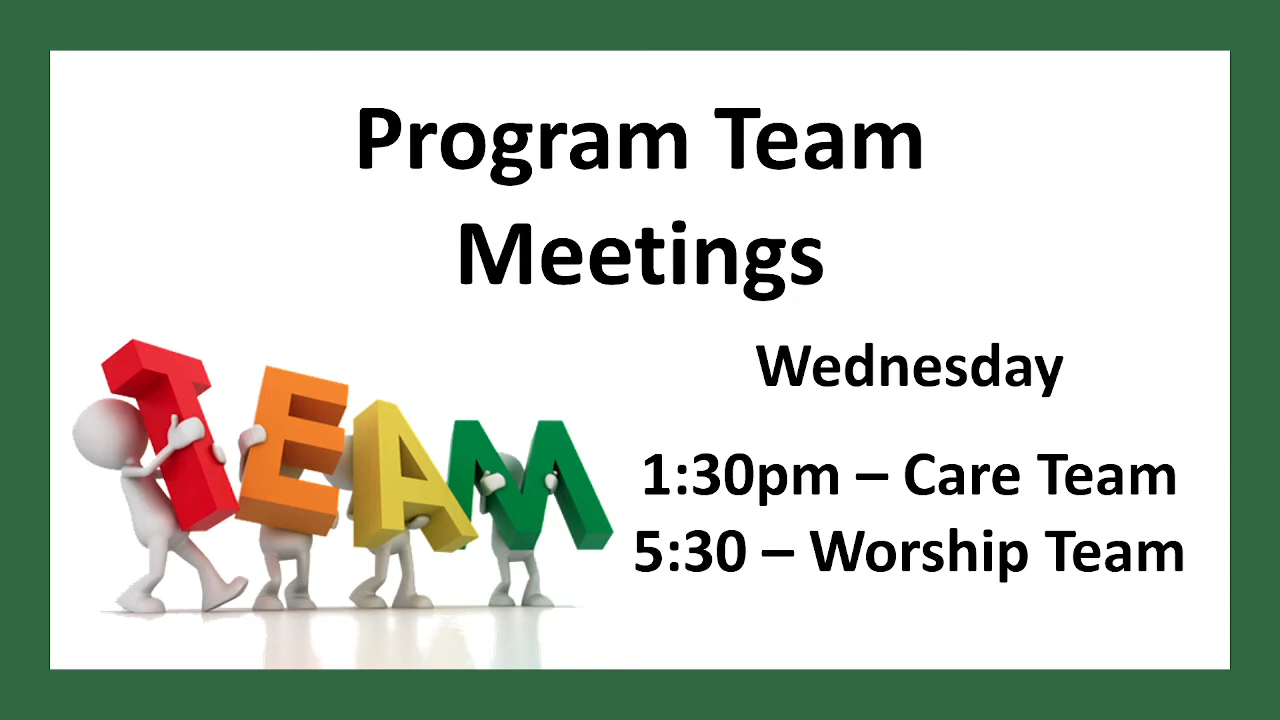 Program Team
Meetings
Wednesday
1:30pm – Care Team
5:30 – Worship Team
TEAM